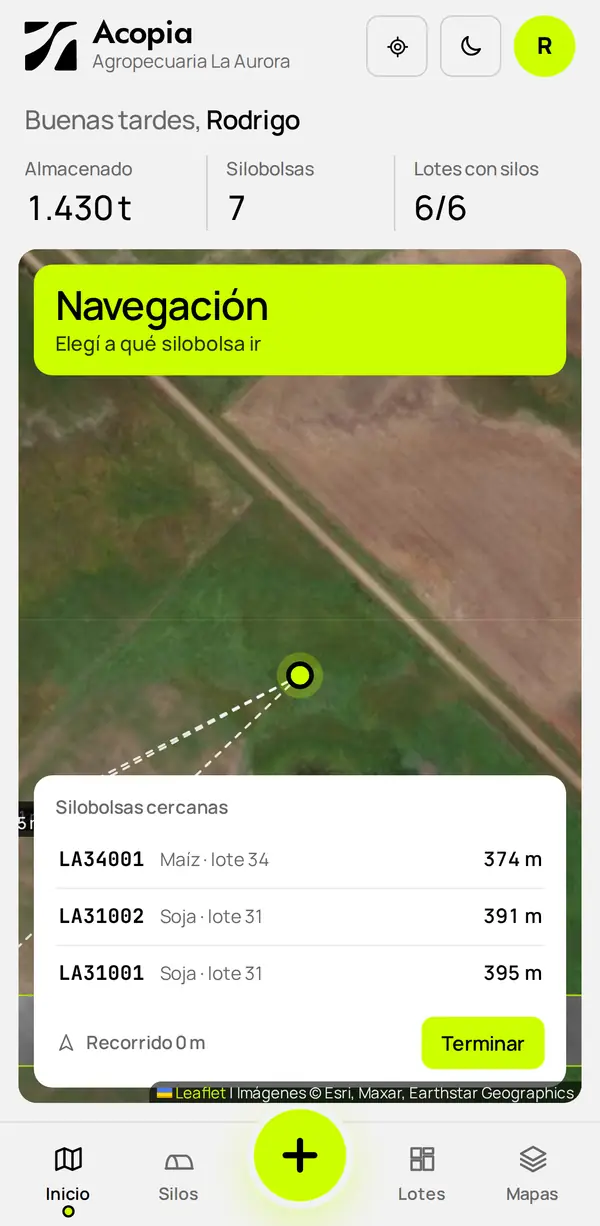 Acopia
Agropecuaria La Aurora
R
Buenas tardes, Rodrigo
Almacenado
Silobolsas
Lotes con silos
1.430 t
7
6/6
Navegación
Elegí a qué silobolsa ir
Silobolsas cercanas
LA34001 Maíz · lote 34 374 m
LA31002 Soja · lote 31 391 m
LA31001 Soja · lote 31 395 m
Recorrido 0 m
Terminar
Leaflet | Imágenes © Esri, Maxar, Earthstar Geographics
Inicio
Silos
Lotes
Mapas